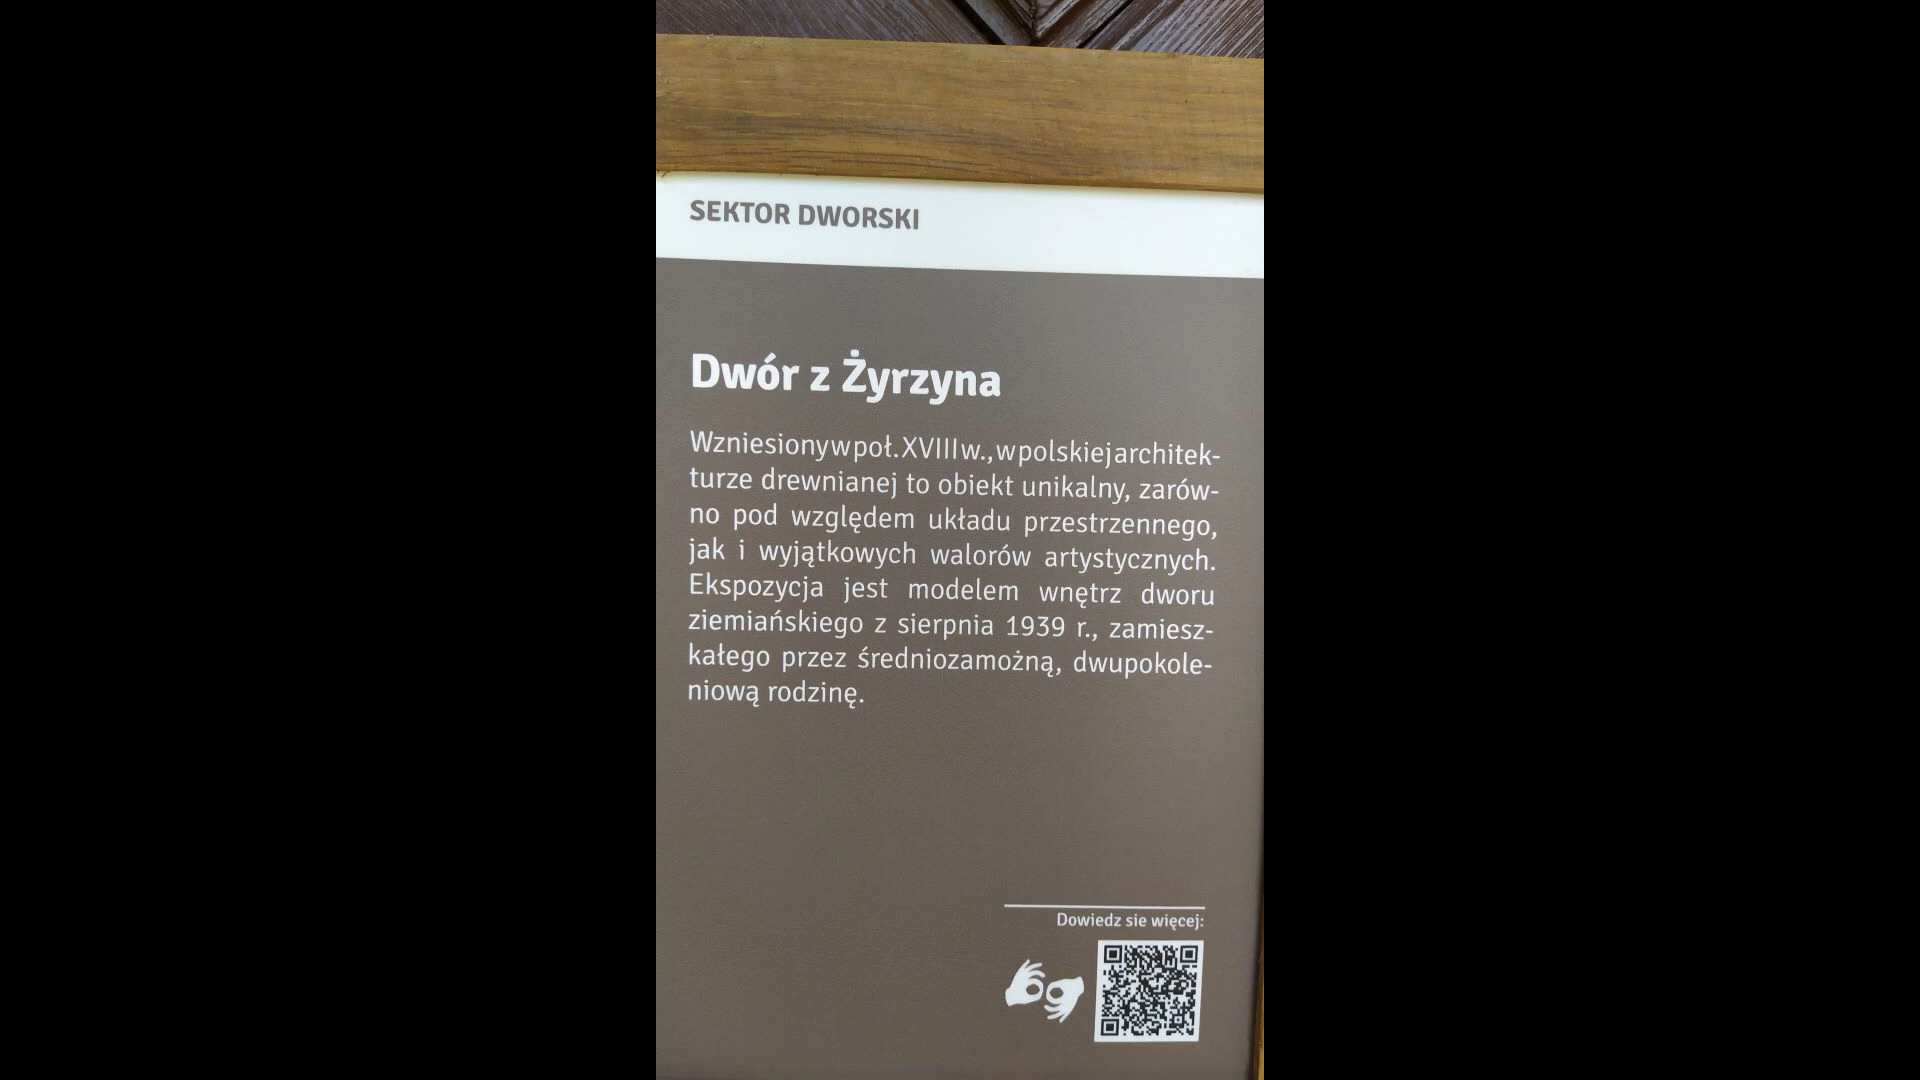 SEKTOR DWORSKI
Dwór z Żyrzyna
Wzniesiony w poł. XVIII w., w polskiej architek-
turze drewnianej to obiekt unikalny, zarów-
no pod względem układu przestrzennego,
jak i wyjątkowych walorów artystycznych.
Ekspozycja jest modelem wnętrz dworu
ziemiańskiego z sierpnia 1939 r., zamiesz-
kałego przez średniozamożną, dwupokole-
niową rodzinę.
Dowiedz sie więcej: